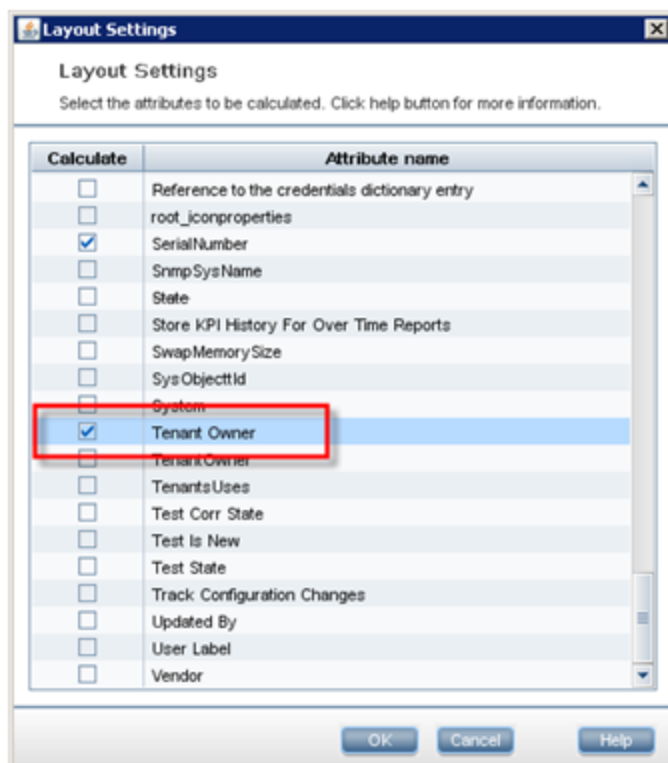 Layout Settings
Layout Settings
Select the attributes to be calculated. Click help button for more information.
Calculate Attribute name
Reference to the credentials dictionary entry
root_iconproperties
SerialNumber
SnmpSysName
State
Store KPI History For Over Time Reports
SwapMemorySize
SysObjecttId
System
Tenant Owner
TenantOwner
TenantsUses
Test Corr State
Test Is New
Test State
Track Configuration Changes
Updated By
User Label
Vendor
OK Cancel Help